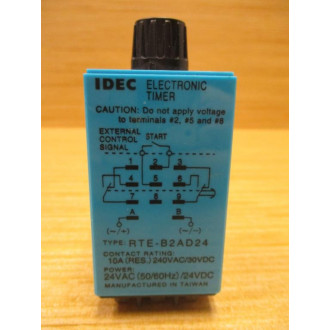 IDEC ELECTRONIC
TIMER
CAUTION: Do not apply voltage
to terminals #2, #5 and #6
EXTERNAL
CONTROL
SIGNAL
START
1 2 3
4 5 6
7 8 9
A B
(~/+) (~/-)
TYPE: RTE-B2AD24
CONTACT RATING:
10A (RES.) 240VAC/30VDC
POWER:
24VAC (50/60Hz)/24VDC
MANUFACTURED IN TAIWAN